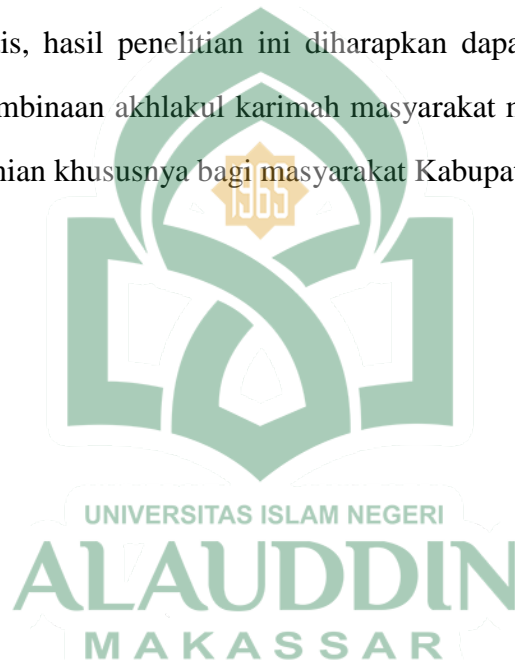 is, hasil penelitian ini diharapkan dapa
mbinaan akhlakul karimah masyarakat
nian khususnya bagi masyarakat Kabupat
1965
UNIVERSITAS ISLAM NEGERI
ALAUDDIN
MAKASSAR